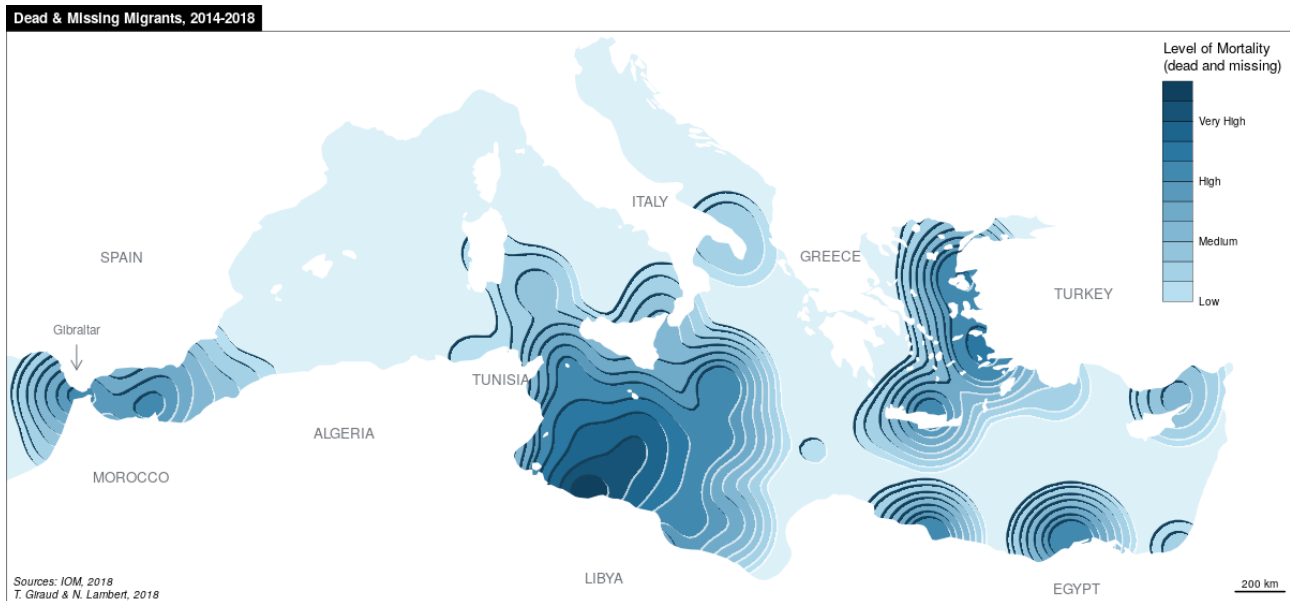 Dead & Missing Migrants, 2014-2018
Level of Mortality
(dead and missing)
Very High
High
Medium
Low
ITALY
SPAIN
GREECE
TURKEY
Gibraltar
TUNISIA
ALGERIA
MOROCCO
LIBYA
EGYPT
200 km
Sources: IOM, 2018
T. Giraud & N. Lambert, 2018